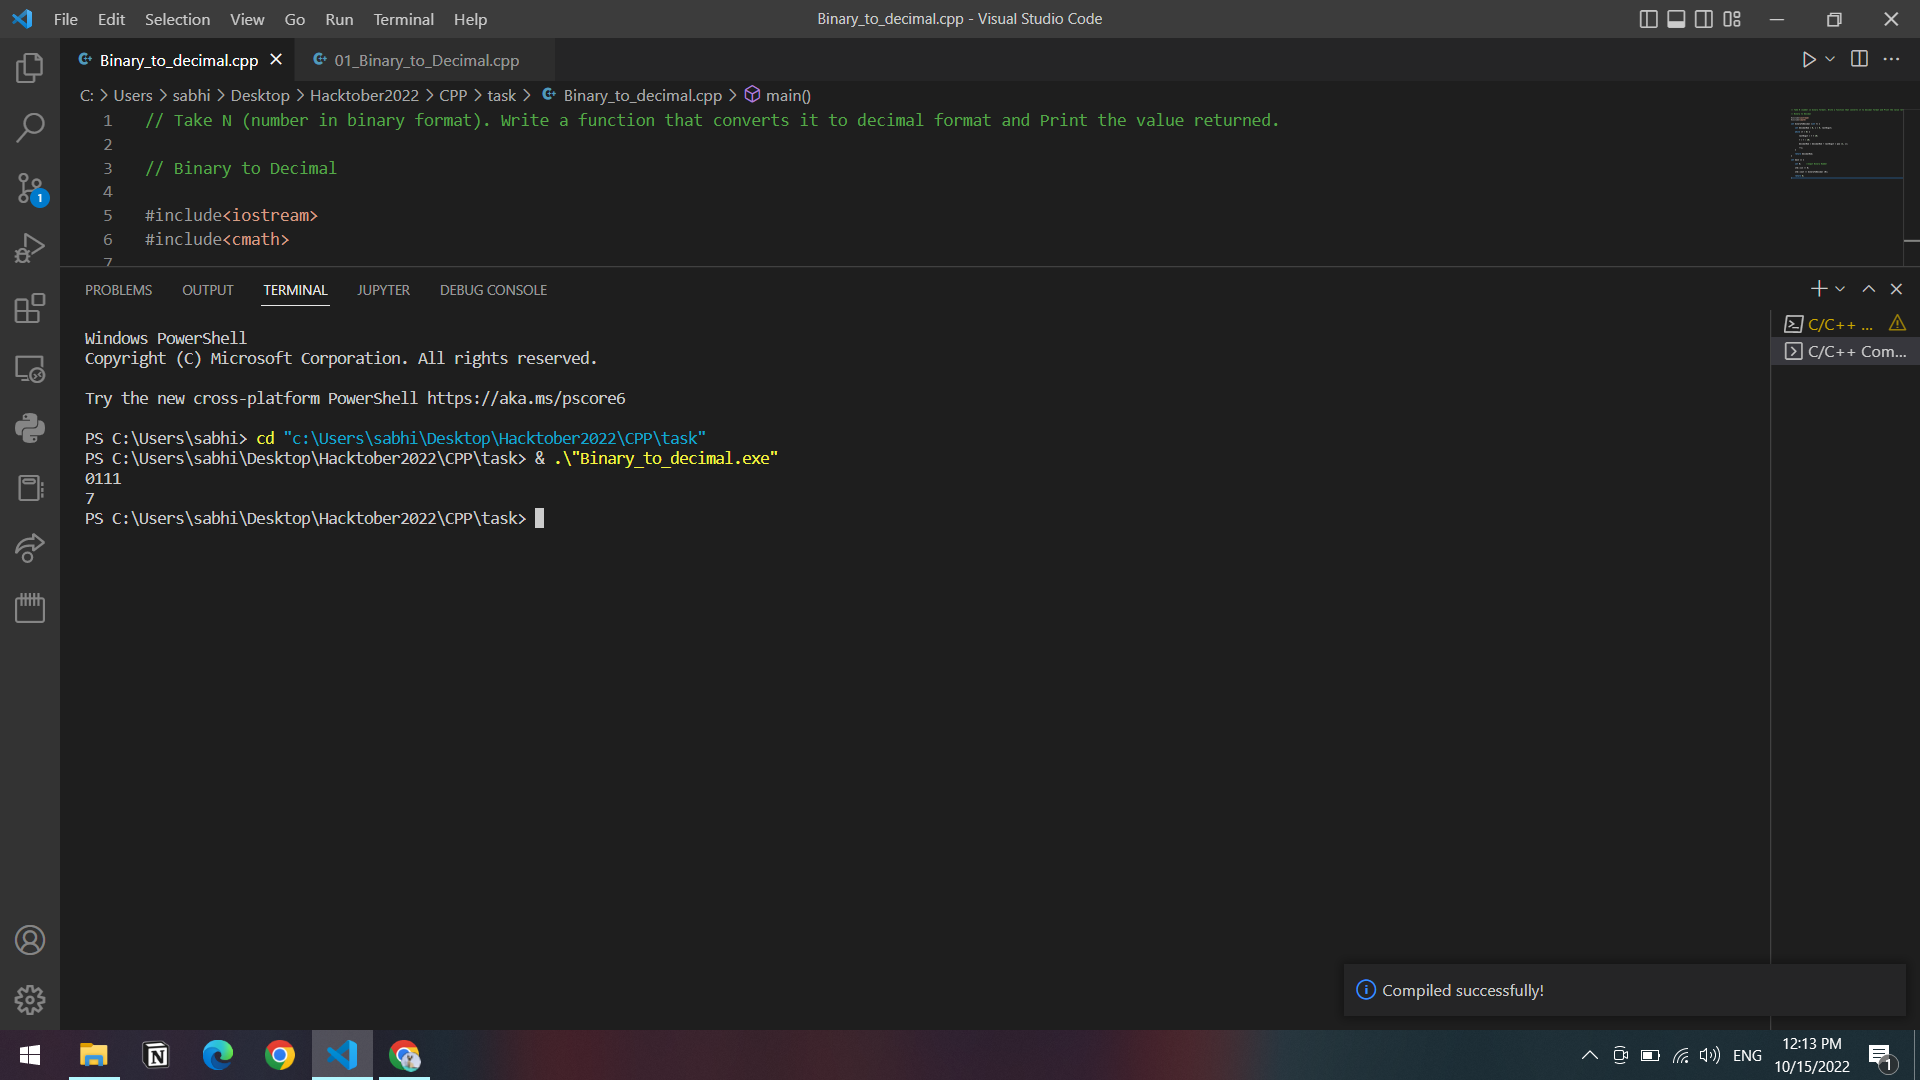 File Edit Selection View Go Run Terminal Help
Binary_to_decimal.cpp - Visual Studio Code
Binary_to_decimal.cpp
01_Binary_to_Decimal.cpp
C: > Users > sabhi > Desktop > Hacktober2022 > CPP > task > Binary_to_decimal.cpp > main()
1 // Take N (number in binary format). Write a function that converts it to decimal format and Print the value returned.
2
3 // Binary to Decimal
4
5 #include<iostream>
6 #include<cmath>
7
1
PROBLEMS OUTPUT TERMINAL JUPYTER DEBUG CONSOLE
C/C++ ...
C/C++ Com...
Windows PowerShell
Copyright (C) Microsoft Corporation. All rights reserved.
Try the new cross-platform PowerShell https://aka.ms/pscore6
PS C:\Users\sabhi> cd "c:\Users\sabhi\Desktop\Hacktober2022\CPP\task"
PS C:\Users\sabhi\Desktop\Hacktober2022\CPP\task> & .\"Binary_to_decimal.exe"
0111
7
PS C:\Users\sabhi\Desktop\Hacktober2022\CPP\task>
Compiled successfully!
ENG
12:13 PM
10/15/2022
1